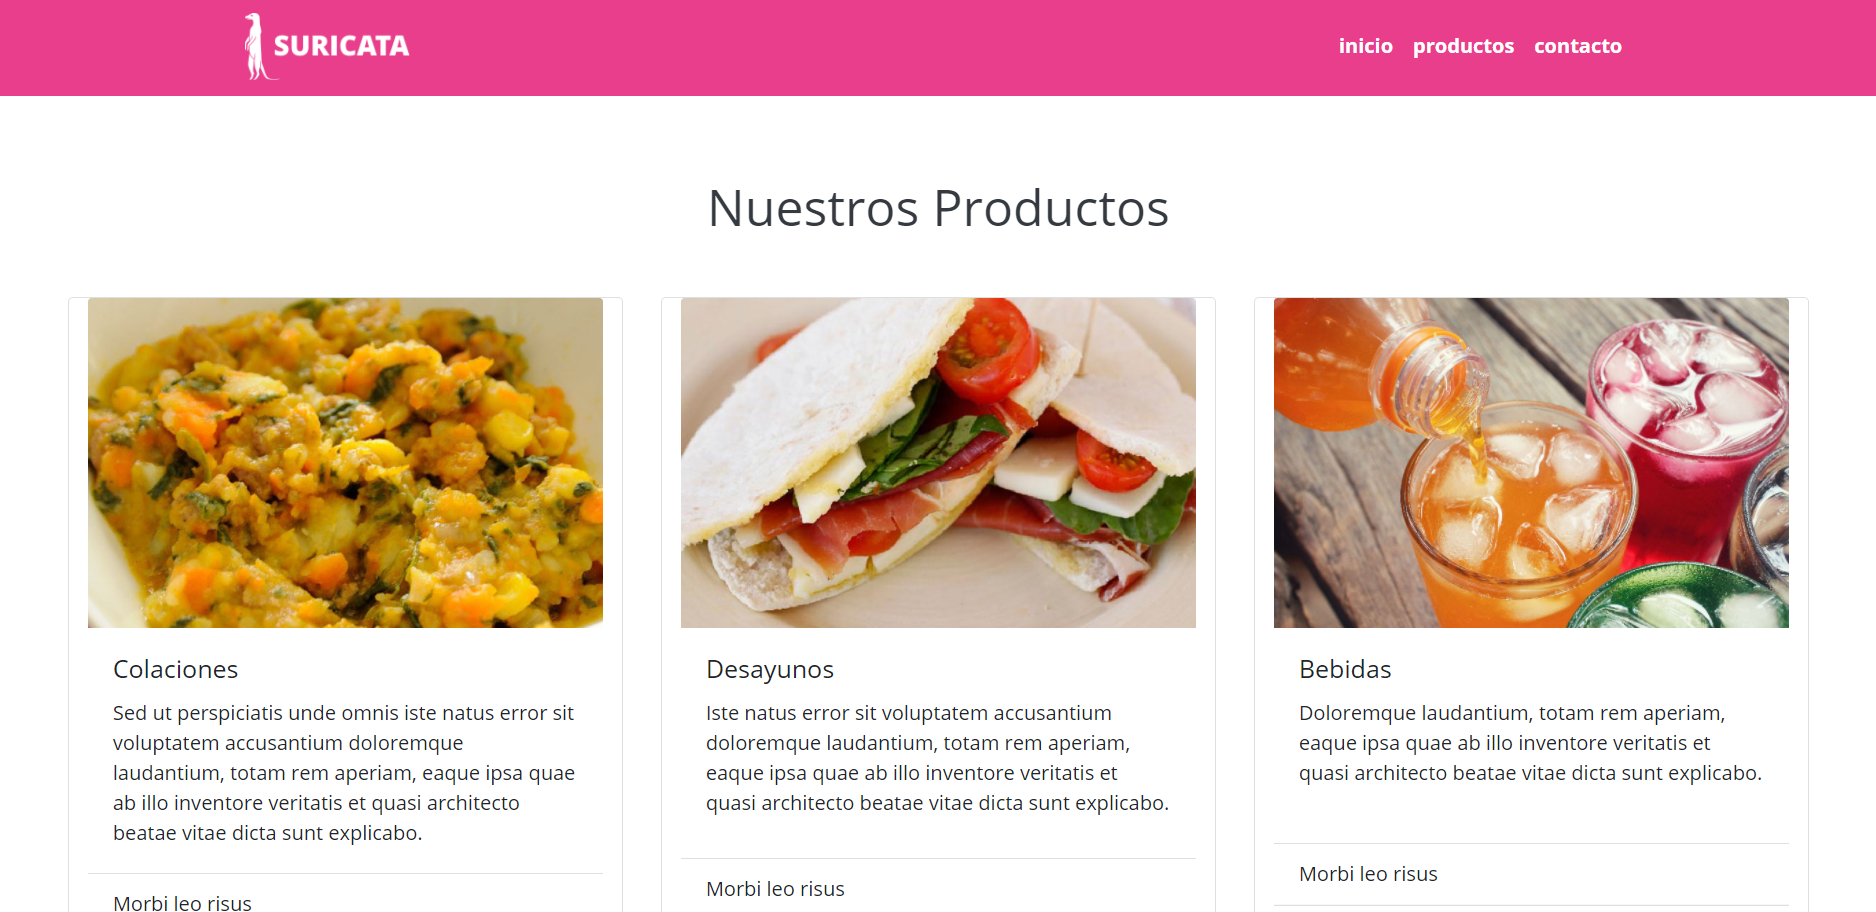 SURICATA
inicio productos contacto
Nuestros Productos
Colaciones
Sed ut perspiciatis unde omnis iste natus error sit
voluptatem accusantium doloremque
laudantium, totam rem aperiam, eaque ipsa quae
ab illo inventore veritatis et quasi architecto
beatae vitae dicta sunt explicabo.
Morbi leo risus
Desayunos
Iste natus error sit voluptatem accusantium
doloremque laudantium, totam rem aperiam,
eaque ipsa quae ab illo inventore veritatis et
quasi architecto beatae vitae dicta sunt explicabo.
Morbi leo risus
Bebidas
Doloremque laudantium, totam rem aperiam,
eaque ipsa quae ab illo inventore veritatis et
quasi architecto beatae vitae dicta sunt explicabo.
Morbi leo risus